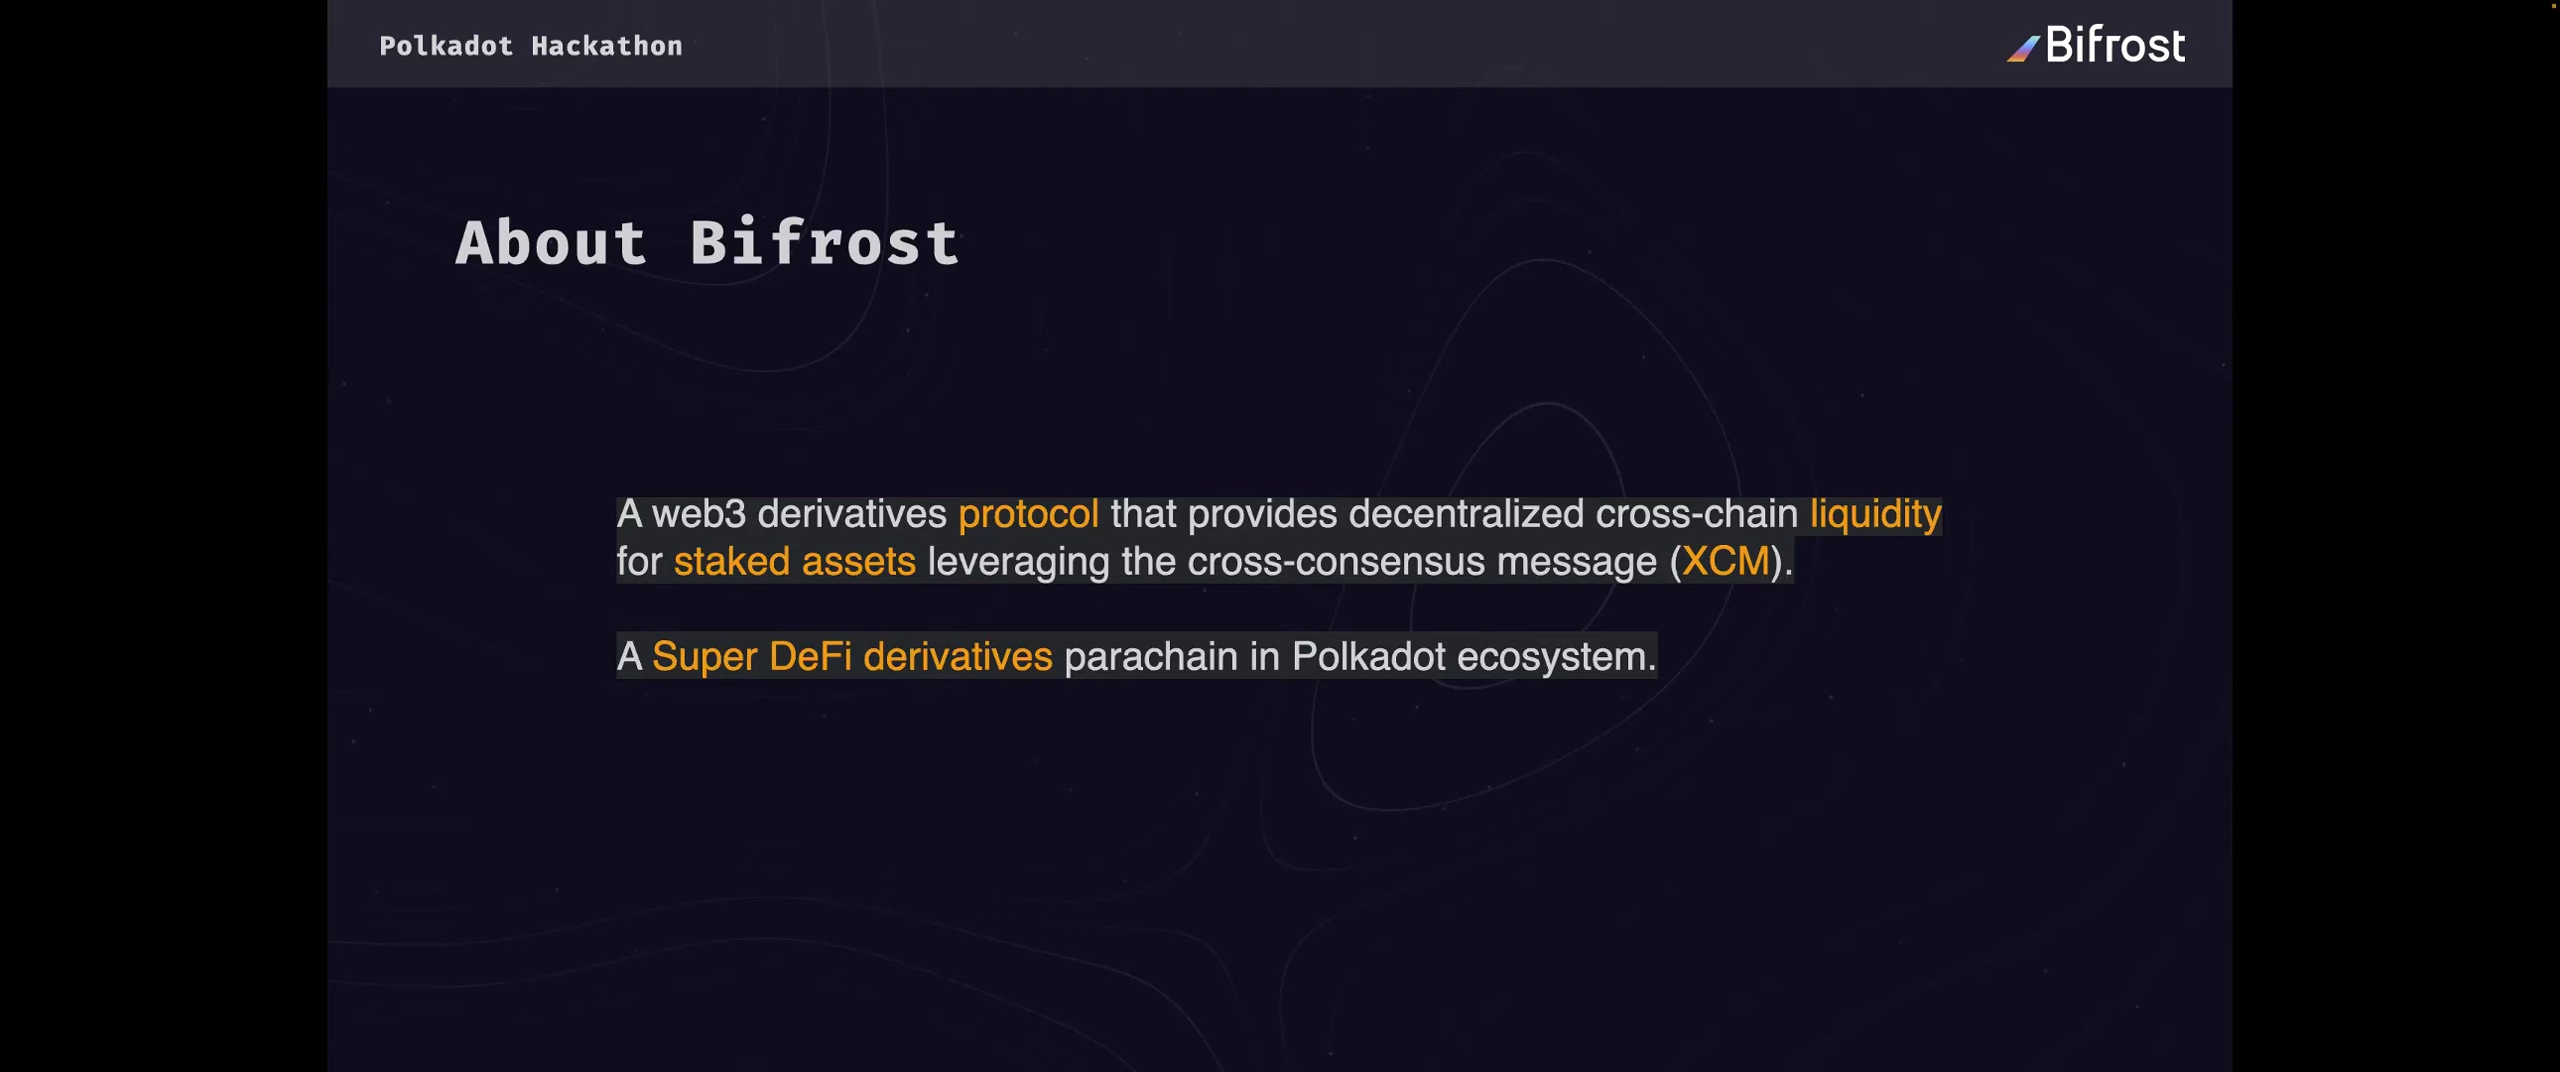 Polkadot Hackathon
Bifrost
About Bifrost
A web3 derivatives protocol that provides decentralized cross-chain liquidity
for staked assets leveraging the cross-consensus message (XCM).
A Super DeFi derivatives parachain in Polkadot ecosystem.